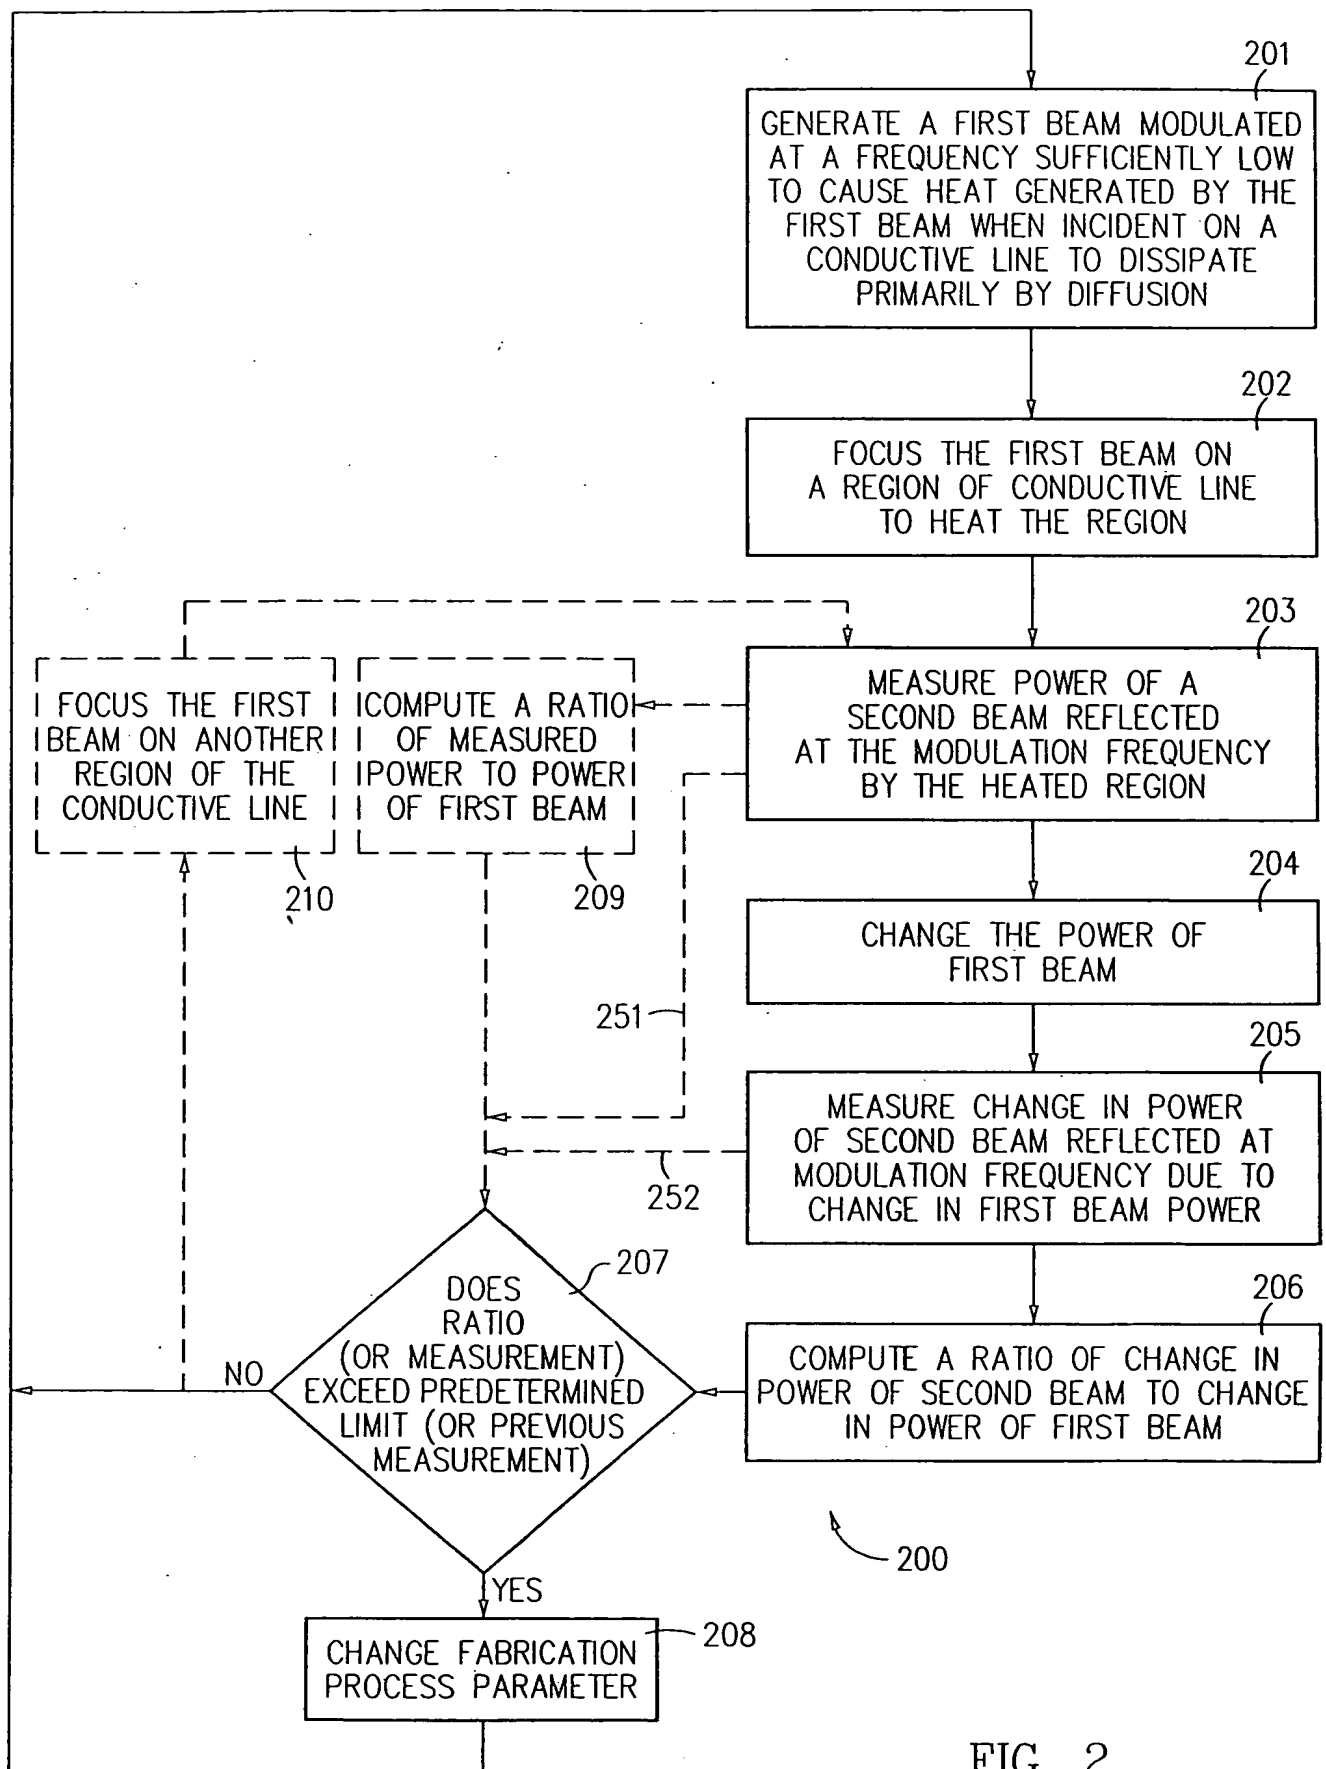 201
GENERATE A FIRST BEAM MODULATED
AT A FREQUENCY SUFFICIENTLY LOW
TO CAUSE HEAT GENERATED BY THE
FIRST BEAM WHEN INCIDENT ON A
CONDUCTIVE LINE TO DISSIPATE
PRIMARILY BY DIFFUSION
202
FOCUS THE FIRST BEAM ON
A REGION OF CONDUCTIVE LINE
TO HEAT THE REGION
203
MEASURE POWER OF A
SECOND BEAM REFLECTED
AT THE MODULATION FREQUENCY
BY THE HEATED REGION
FOCUS THE FIRST
BEAM ON ANOTHER
REGION OF THE
CONDUCTIVE LINE
210
COMPUTE A RATIO
OF MEASURED
POWER TO POWER
OF FIRST BEAM
209
204
CHANGE THE POWER OF
FIRST BEAM
251
205
MEASURE CHANGE IN POWER
OF SECOND BEAM REFLECTED AT
MODULATION FREQUENCY DUE TO
CHANGE IN FIRST BEAM POWER
252
206
COMPUTE A RATIO OF CHANGE IN
POWER OF SECOND BEAM TO CHANGE
IN POWER OF FIRST BEAM
207
DOES
RATIO
(OR MEASUREMENT)
EXCEED PREDETERMINED
LIMIT (OR PREVIOUS
MEASUREMENT)
NO
YES
200
208
CHANGE FABRICATION
PROCESS PARAMETER
FIG. 2